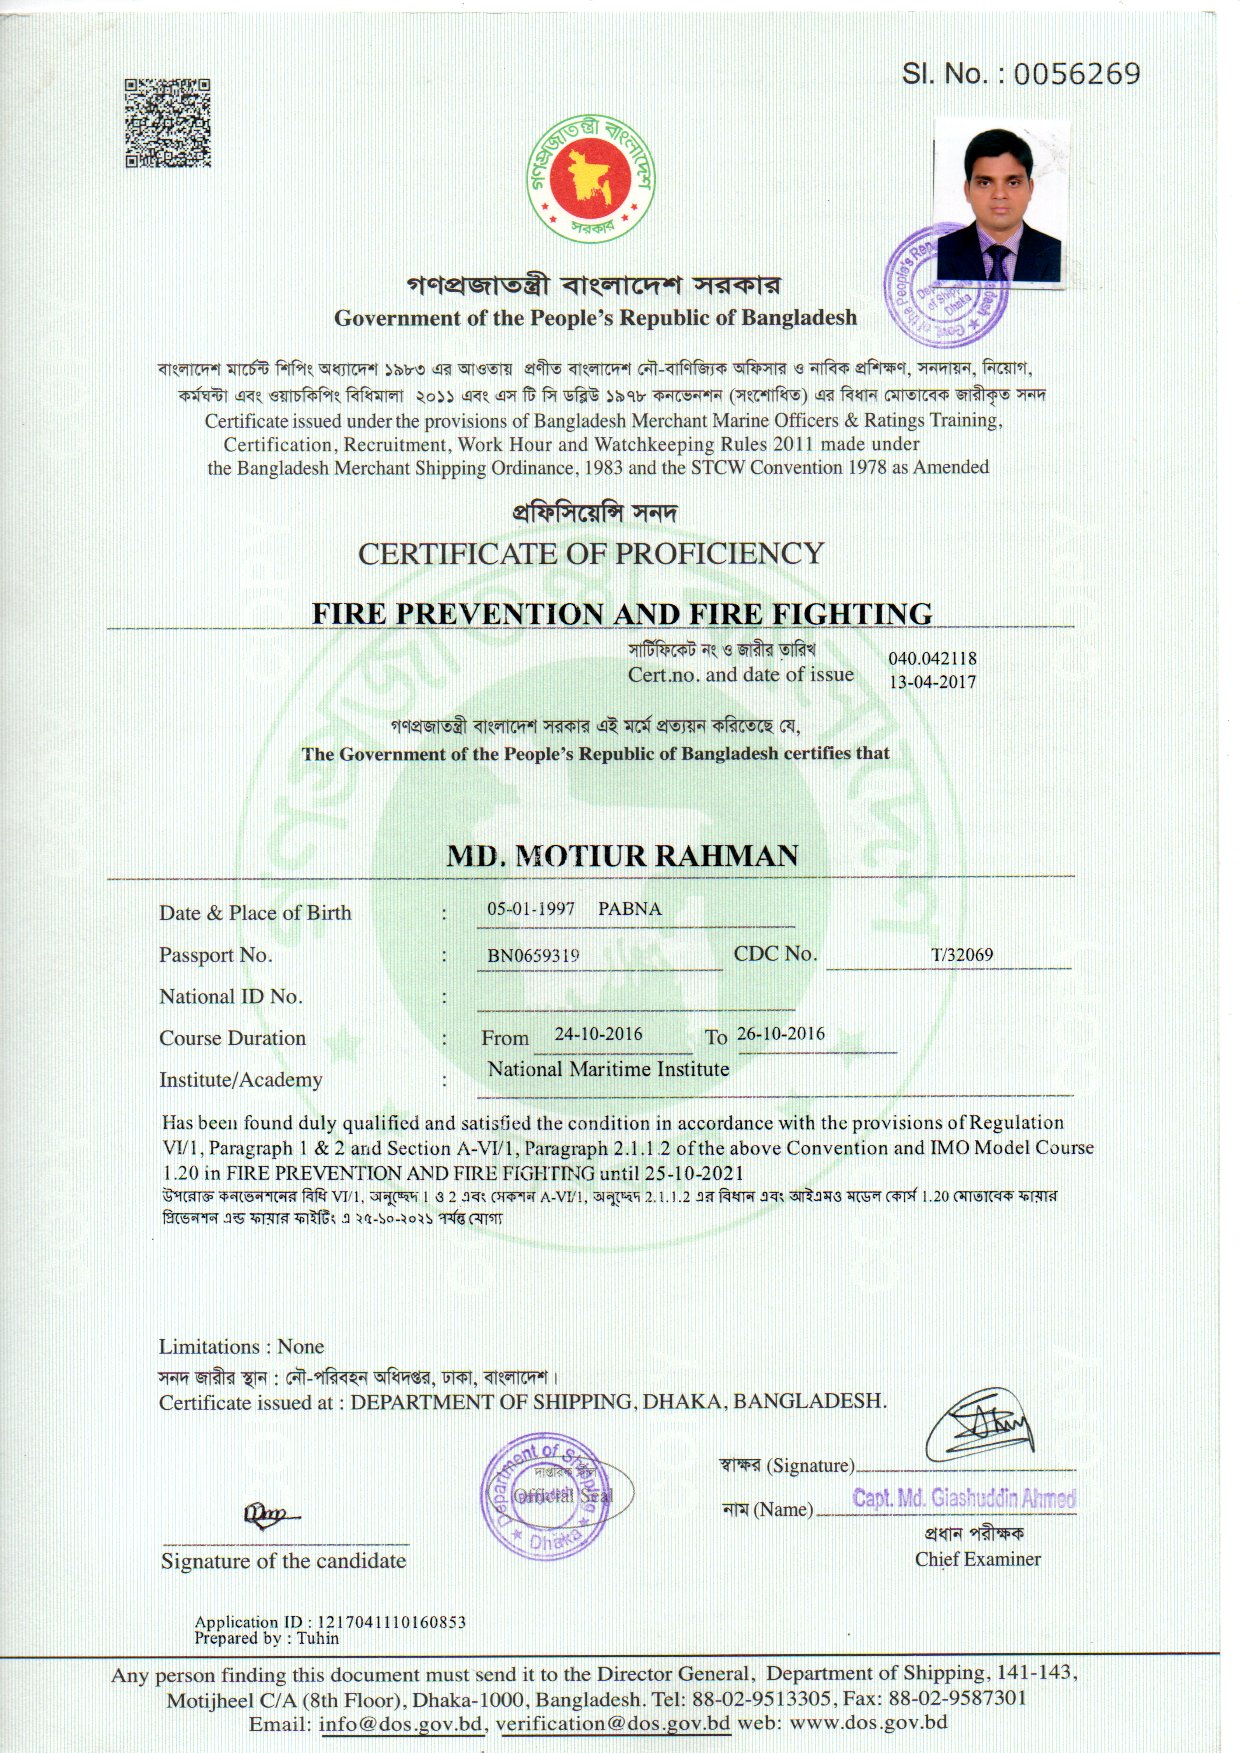 Sl. No. : 0056269
গণপ্রজাতন্ত্রী বাংলাদেশ
সরকার
গণপ্রজাতন্ত্রী বাংলাদেশ সরকার
Government of the People's Republic of Bangladesh
বাংলাদেশ মার্চেন্ট শিপিং অধ্যাদেশ ১৯৮৩ এর আওতায় প্রণীত বাংলাদেশ নৌ-বাণিজ্যিক অফিসার ও নাবিক প্রশিক্ষণ, সনদায়ন, নিয়োগ,
কর্মঘন্টা এবং ওয়াচকিপিং বিধিমালা ২০১১ এবং এস টি সি ডব্লিউ ১৯৭৮ কনভেনশন (সংশোধিত) এর বিধান মোতাবেক জারীকৃত সনদ
Certificate issued under the provisions of Bangladesh Merchant Marine Officers & Ratings Training,
Certification, Recruitment, Work Hour and Watchkeeping Rules 2011 made under
the Bangladesh Merchant Shipping Ordinance, 1983 and the STCW Convention 1978 as Amended
প্রফিসিয়েন্সি সনদ
CERTIFICATE OF PROFICIENCY
FIRE PREVENTION AND FIRE FIGHTING
সার্টিফিকেট নং ও জারীর তারিখ
Cert.no. and date of issue
040.042118
13-04-2017
গণপ্রজাতন্ত্রী বাংলাদেশ সরকার এই মর্মে প্রত্যয়ন করিতেছে যে,
The Government of the People's Republic of Bangladesh certifies that
MD. MOTIUR RAHMAN
Date & Place of Birth : 05-01-1997 PABNA
Passport No. : BN0659319 CDC No. T/32069
National ID No. :
Course Duration : From 24-10-2016 To 26-10-2016
Institute/Academy : National Maritime Institute
Has been found duly qualified and satisfied the condition in accordance with the provisions of Regulation
VI/1, Paragraph 1 & 2 and Section A-VI/1, Paragraph 2.1.1.2 of the above Convention and IMO Model Course
1.20 in FIRE PREVENTION AND FIRE FIGHTING until 25-10-2021
উপরোক্ত কনভেনশনের বিধি VI/1, অনুচ্ছেদ 1 ও 2 এবং সেকশন A-VI/1, অনুচ্ছেদ 2.1.1.2 এর বিধান এবং আইএমও মডেল কোর্স 1.20 মোতাবেক ফায়ার
প্রিভেনশন এন্ড ফায়ার ফাইটিং এ ২৫-১০-২০২১ পর্যন্ত যোগ্য
Limitations : None
সনদ জারীর স্থান : নৌ-পরিবহন অধিদপ্তর, ঢাকা, বাংলাদেশ।
Certificate issued at : DEPARTMENT OF SHIPPING, DHAKA, BANGLADESH.
Department of Shipping
দাপ্তরিক সীল
Official Seal
Dhaka
স্বাক্ষর (Signature)
নাম (Name) Capt. Md. Giashuddin Ahmed
প্রধান পরীক্ষক
Chief Examiner
Signature of the candidate
Application ID : 1217041110160853
Prepared by : Tuhin
Any person finding this document must send it to the Director General, Department of Shipping, 141-143,
Motijheel C/A (8th Floor), Dhaka-1000, Bangladesh. Tel: 88-02-9513305, Fax: 88-02-9587301
Email: info@dos.gov.bd, verification@dos.gov.bd web: www.dos.gov.bd